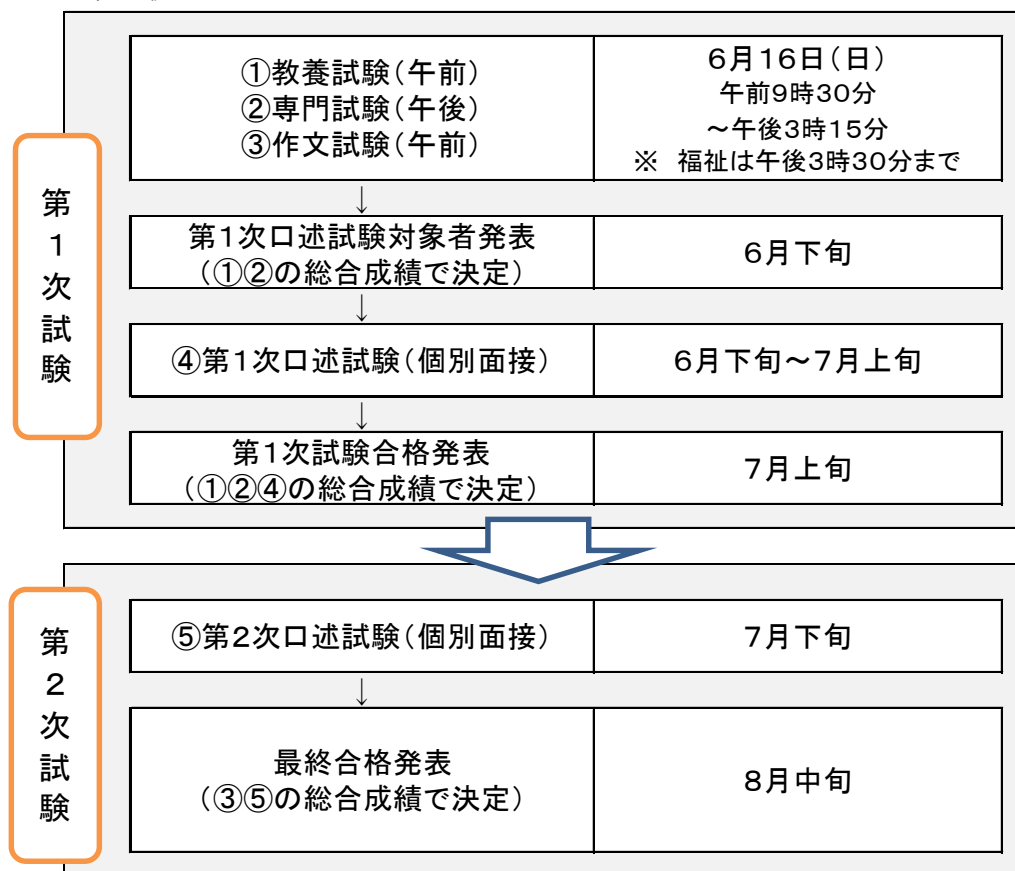 第1次試験
①教養試験(午前)
②専門試験(午後)
③作文試験(午前)
6月16日(日)
午前9時30分
～午後3時15分
※ 福祉は午後3時30分まで
↓
第1次口述試験対象者発表
(①②の総合成績で決定)
6月下旬
↓
④第1次口述試験(個別面接)
6月下旬～7月上旬
↓
第1次試験合格発表
(①②④の総合成績で決定)
7月上旬
第2次試験
⑤第2次口述試験(個別面接)
7月下旬
↓
最終合格発表
(③⑤の総合成績で決定)
8月中旬